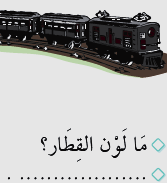 ◇ مَا لَوْن القِطَار؟
◇ .................. .